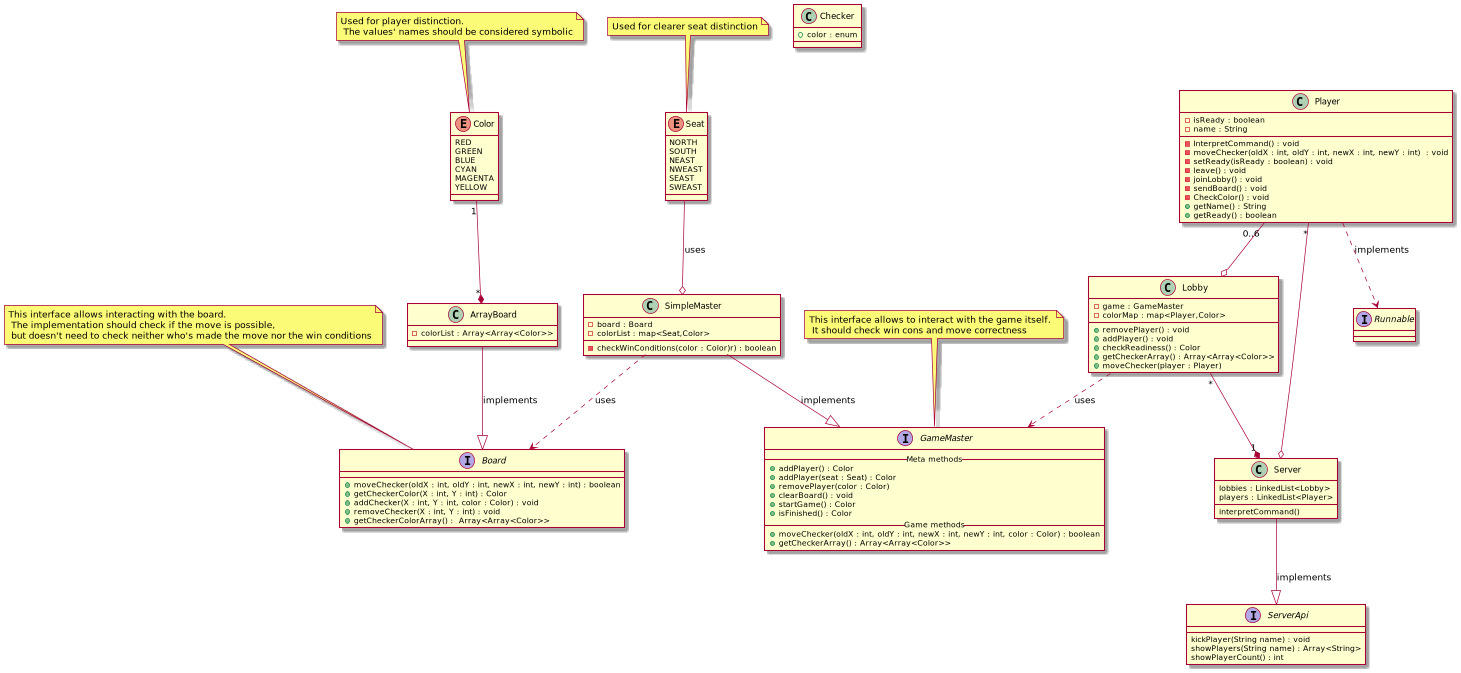 Used for player distinction.
The values' names should be considered symbolic
Used for clearer seat distinction
C Checker
color : enum
E Color
RED
GREEN
BLUE
CYAN
MAGENTA
YELLOW
E Seat
NORTH
SOUTH
NEAST
NWEAST
SEAST
SWEAST
C Player
isReady : boolean
name : String
InterpretCommand() : void
moveChecker(oldX : int, oldY : int, newX : int, newY : int) : void
setReady(isReady : boolean) : void
leave() : void
joinLobby() : void
sendBoard() : void
CheckColor() : void
getName() : String
getReady() : boolean
1
*
uses
0..6
*
implements
This interface allows interacting with the board.
The implementation should check if the move is possible,
but doesn't need to check neither who's made the move nor the win conditions
C ArrayBoard
colorList : Array<Array<Color>>
C SimpleMaster
board : Board
colorList : map<Seat,Color>
checkWinConditions(color : Color)r) : boolean
This interface allows to interact with the game itself.
It should check win cons and move correctness
C Lobby
game : GameMaster
colorMap : map<Player,Color>
removePlayer() : void
addPlayer() : void
checkReadiness() : Color
getCheckerArray() : Array<Array<Color>>
moveChecker(player : Player)
I Runnable
implements
uses
implements
uses
*
1
I Board
moveChecker(oldX : int, oldY : int, newX : int, newY : int) : boolean
getCheckerColor(X : int, Y : int) : Color
addChecker(X : int, Y : int, color : Color) : void
removeChecker(X : int, Y : int) : void
getCheckerColorArray() : Array<Array<Color>>
I GameMaster
Meta methods
addPlayer() : Color
addPlayer(seat : Seat) : Color
removePlayer(color : Color)
clearBoard() : void
startGame() : Color
isFinished() : Color
Game methods
moveChecker(oldX : int, oldY : int, newX : int, newY : int, color : Color) : boolean
getCheckerArray() : Array<Array<Color>>
C Server
lobbies : LinkedList<Lobby>
players : LinkedList<Player>
interpretCommand()
implements
I ServerApi
kickPlayer(String name) : void
showPlayers(String name) : Array<String>
showPlayerCount() : int